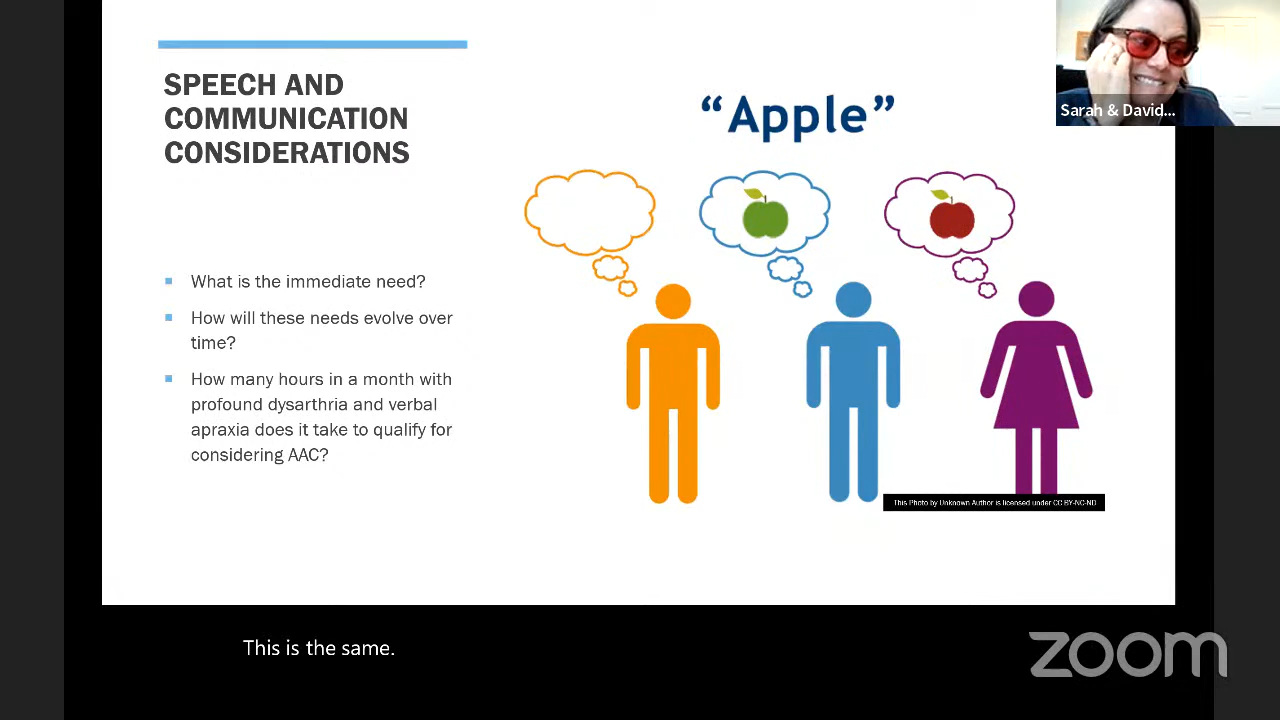 SPEECH AND
COMMUNICATION
CONSIDERATIONS
What is the immediate need?
How will these needs evolve over
time?
How many hours in a month with
profound dysarthria and verbal
apraxia does it take to qualify for
considering AAC?
“Apple”
This Photo by Unknown Author is licensed under CC BY-NC-ND
Sarah & David...
This is the same.
zoom